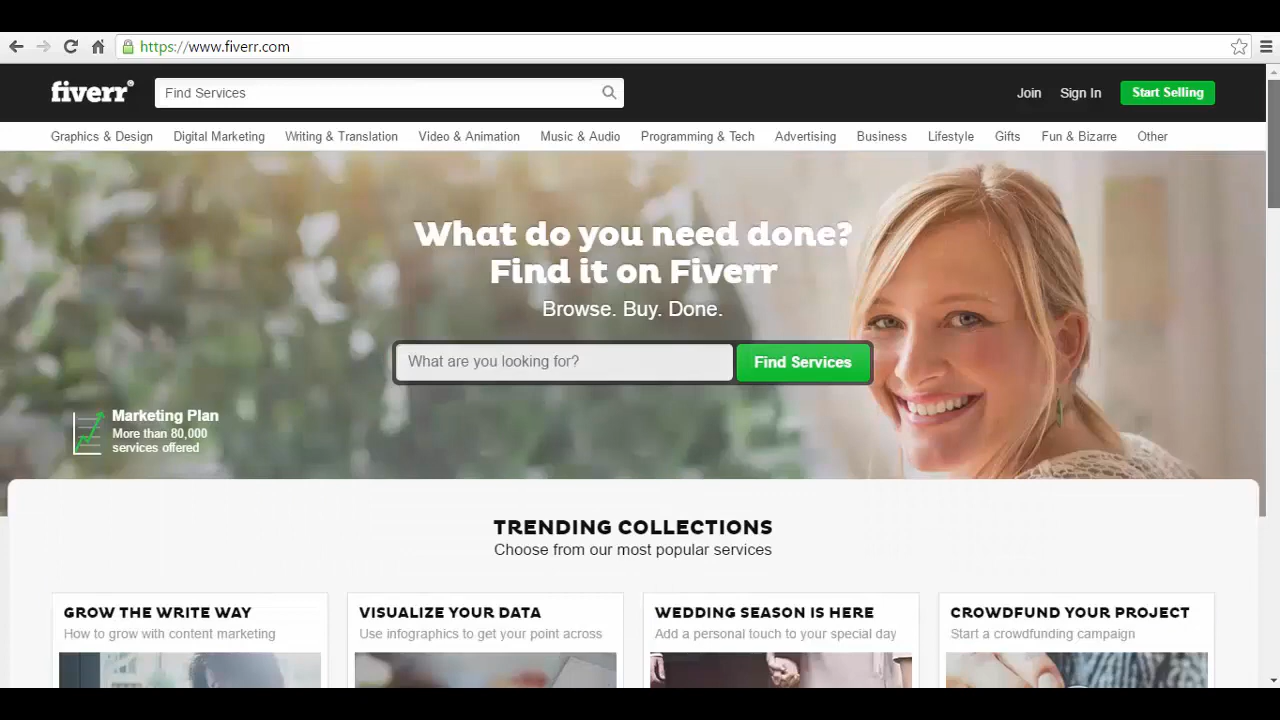 https://www.fiverr.com
fiverr®
Find Services
Join
Sign In
Start Selling
Graphics & Design
Digital Marketing
Writing & Translation
Video & Animation
Music & Audio
Programming & Tech
Advertising
Business
Lifestyle
Gifts
Fun & Bizarre
Other
What do you need done?
Find it on Fiverr
Browse. Buy. Done.
What are you looking for?
Find Services
Marketing Plan
More than 80,000
services offered
TRENDING COLLECTIONS
Choose from our most popular services
GROW THE WRITE WAY
How to grow with content marketing
VISUALIZE YOUR DATA
Use infographics to get your point across
WEDDING SEASON IS HERE
Add a personal touch to your special day
CROWDFUND YOUR PROJECT
Start a crowdfunding campaign